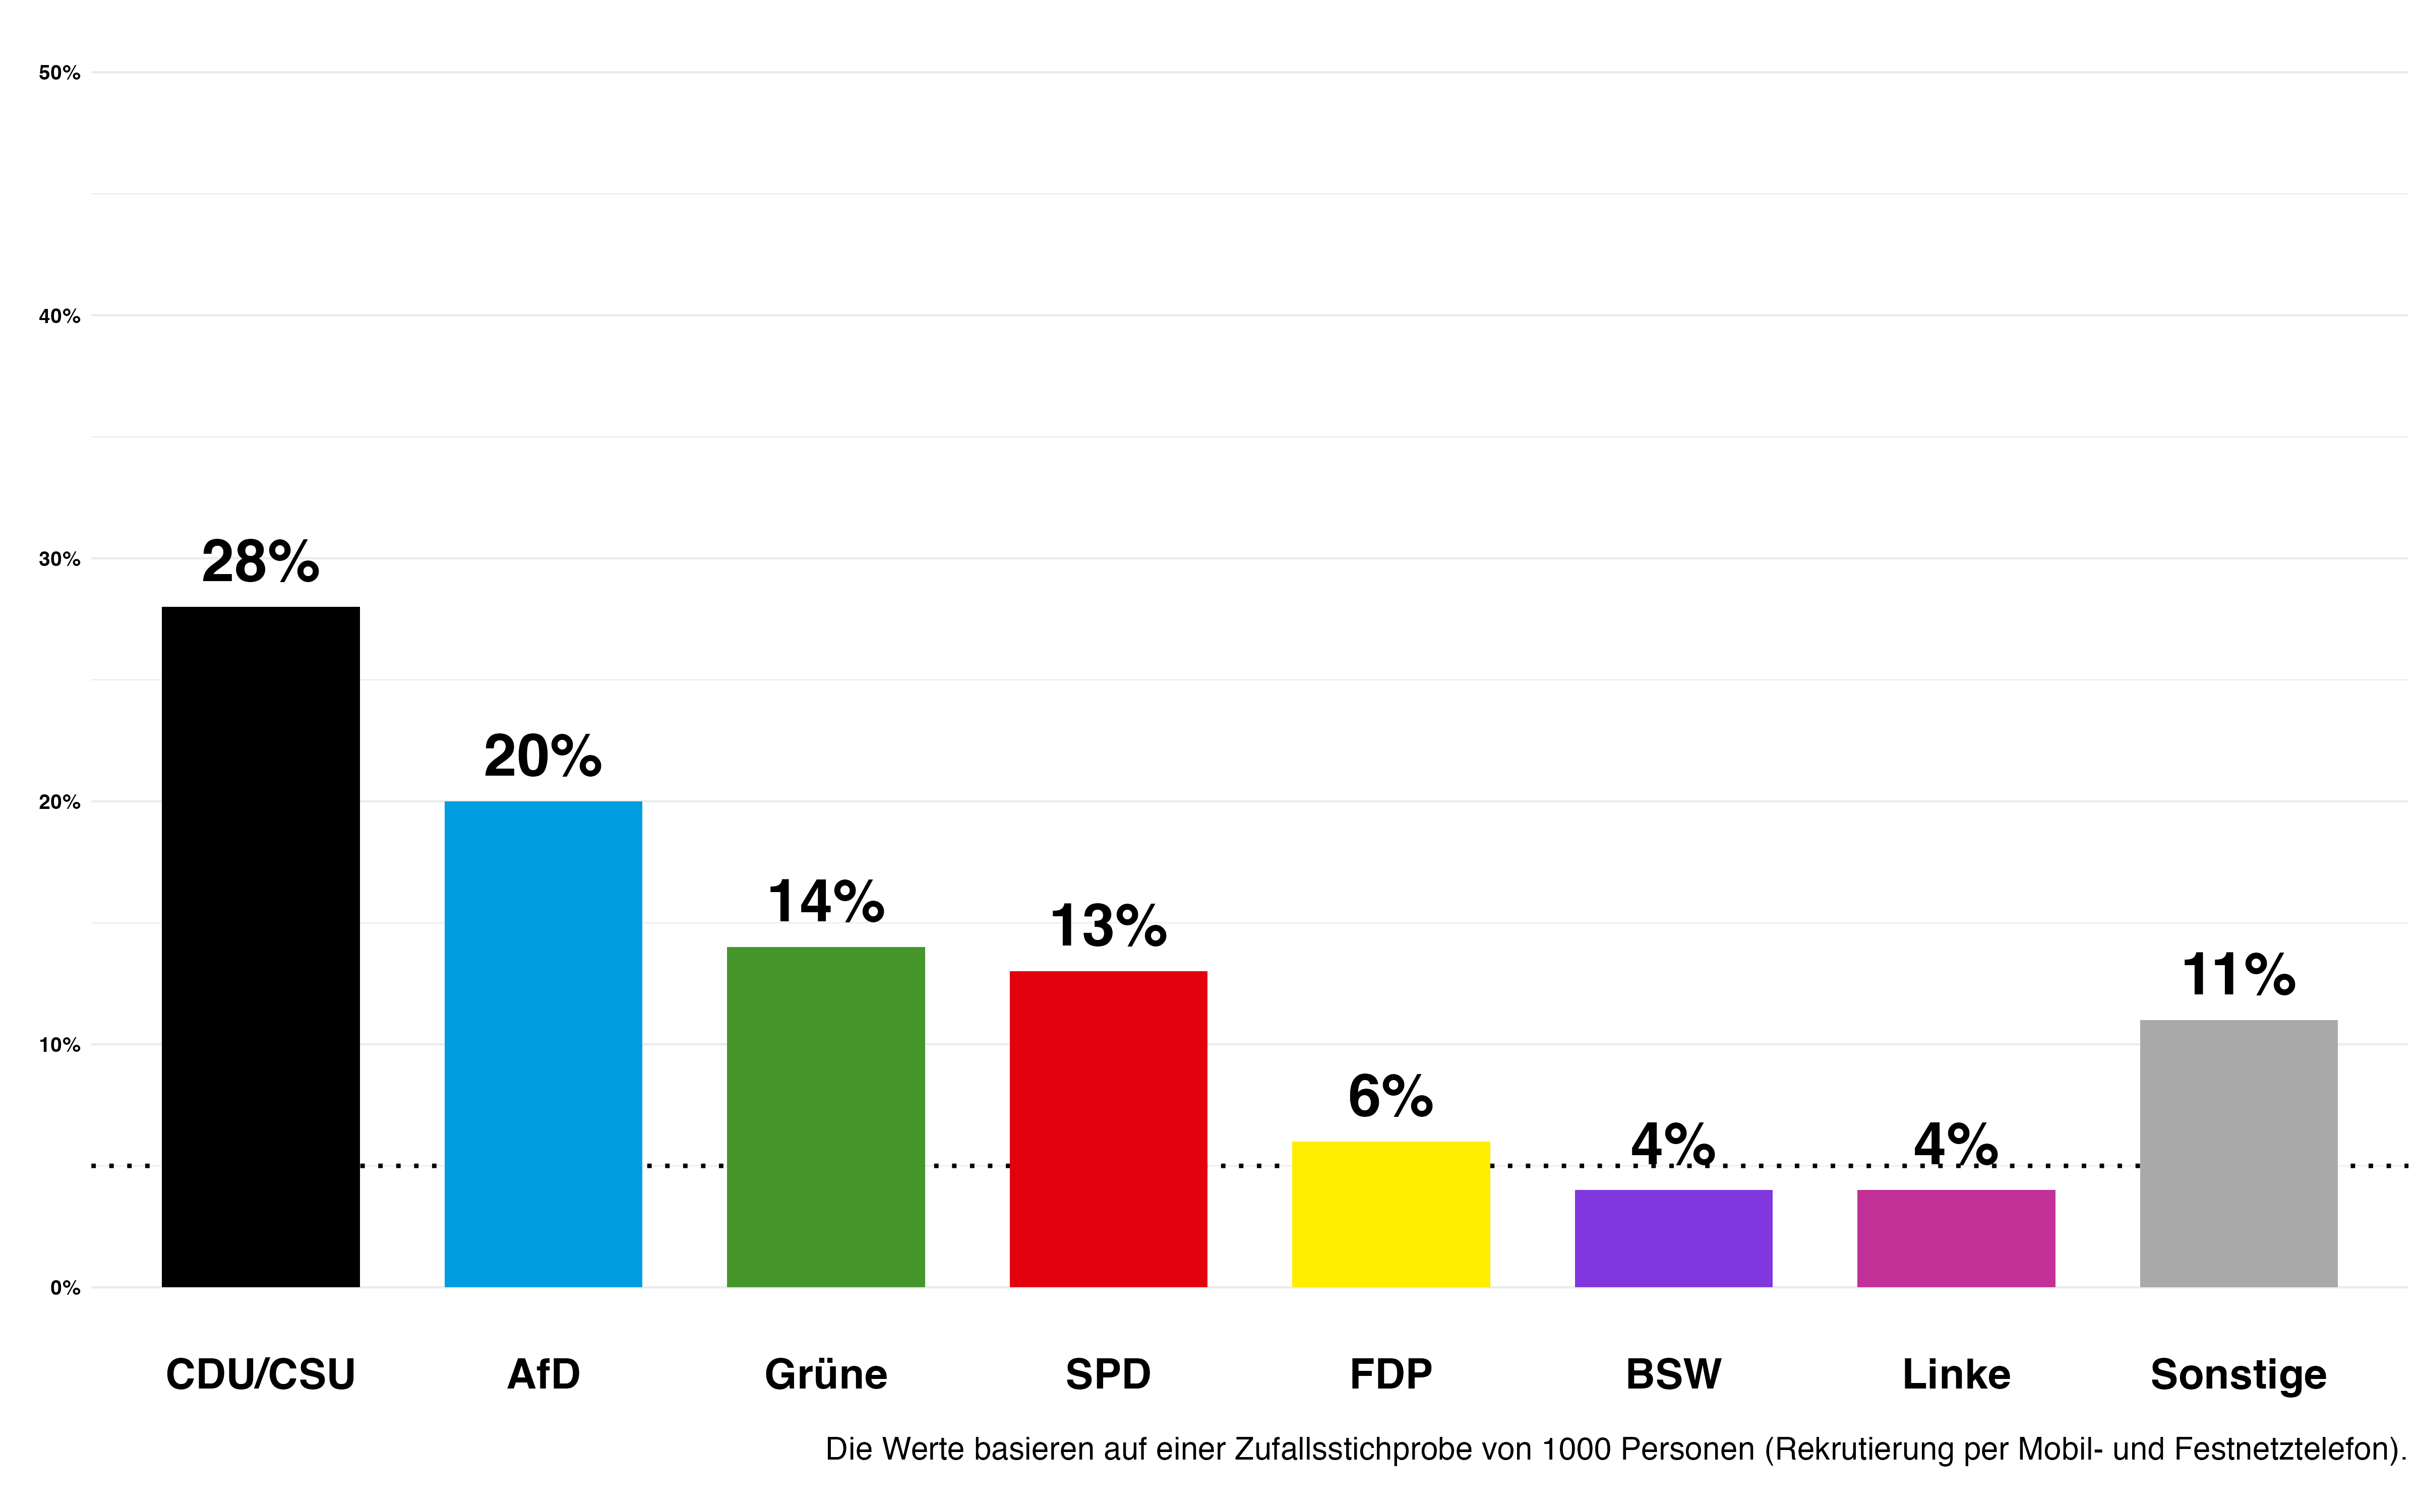 50%
40%
30%
20%
10%
0%
28%
20%
14%
13%
6%
4%
4%
11%
CDU/CSU
AfD
Grüne
SPD
FDP
BSW
Linke
Sonstige
Die Werte basieren auf einer Zufallsstichprobe von 1000 Personen (Rekrutierung per Mobil- und Festnetztelefon).